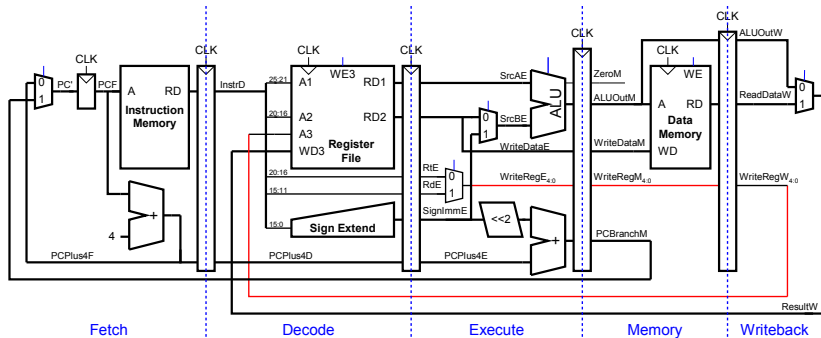 CLK
CLK
CLK
CLK
CLK
CLK
CLK
ALUOutW
0
1
PC'
PCF
A
RD
Instruction
Memory
InstrD
25:21
A1
WE3
RD1
SrcAE
ZeroM
WE
0
1
20:16
A2
RD2
0
1
SrcBE
ALU
ALUOutM
A
RD
ReadDataW
A3
Register
File
WD3
WriteDataE
WriteDataM
Data
Memory
WD
20:16
RtE
0
15:11
RdE
1
WriteRegE4:0
WriteRegM4:0
WriteRegW4:0
+
15:0
Sign Extend
SignImmE
<<2
4
+
PCBranchM
PCPlus4F
PCPlus4D
PCPlus4E
ResultW
Fetch
Decode
Execute
Memory
Writeback